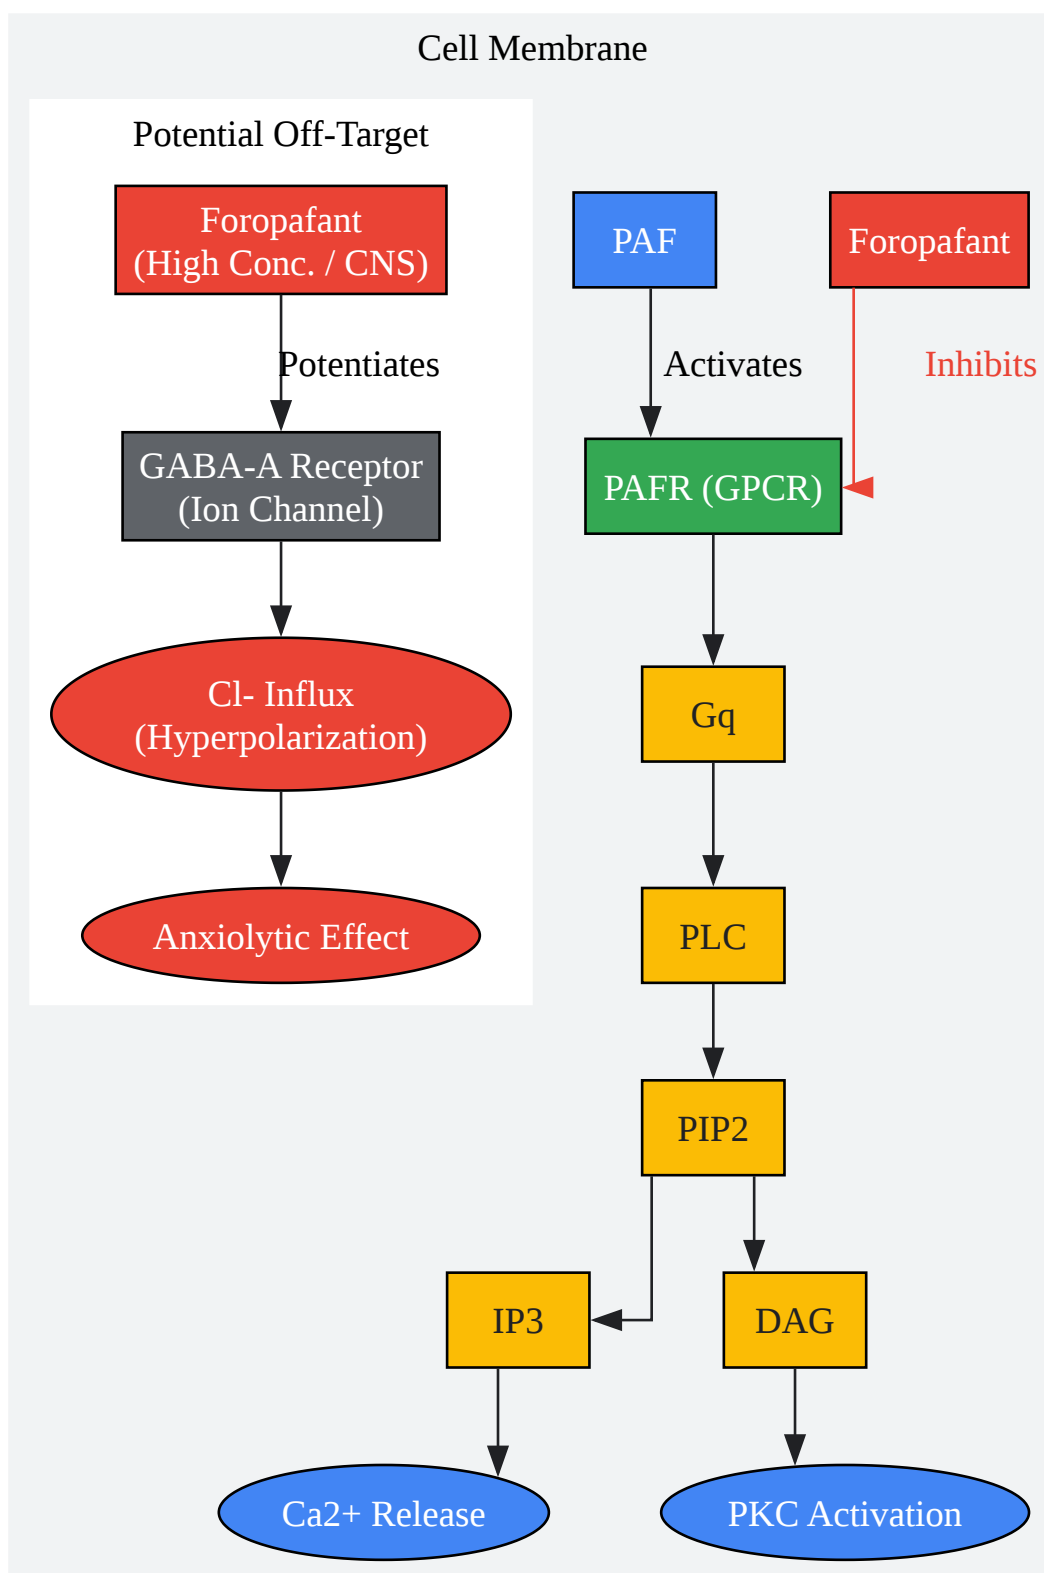 Cell Membrane
Potential Off-Target
Foropafant
(High Conc. / CNS)
PAF
Foropafant
Potentiates
Activates
Inhibits
GABA-A Receptor
(Ion Channel)
PAFR (GPCR)
Cl- Influx
(Hyperpolarization)
Gq
Anxiolytic Effect
PLC
PIP2
IP3
DAG
Ca2+ Release
PKC Activation